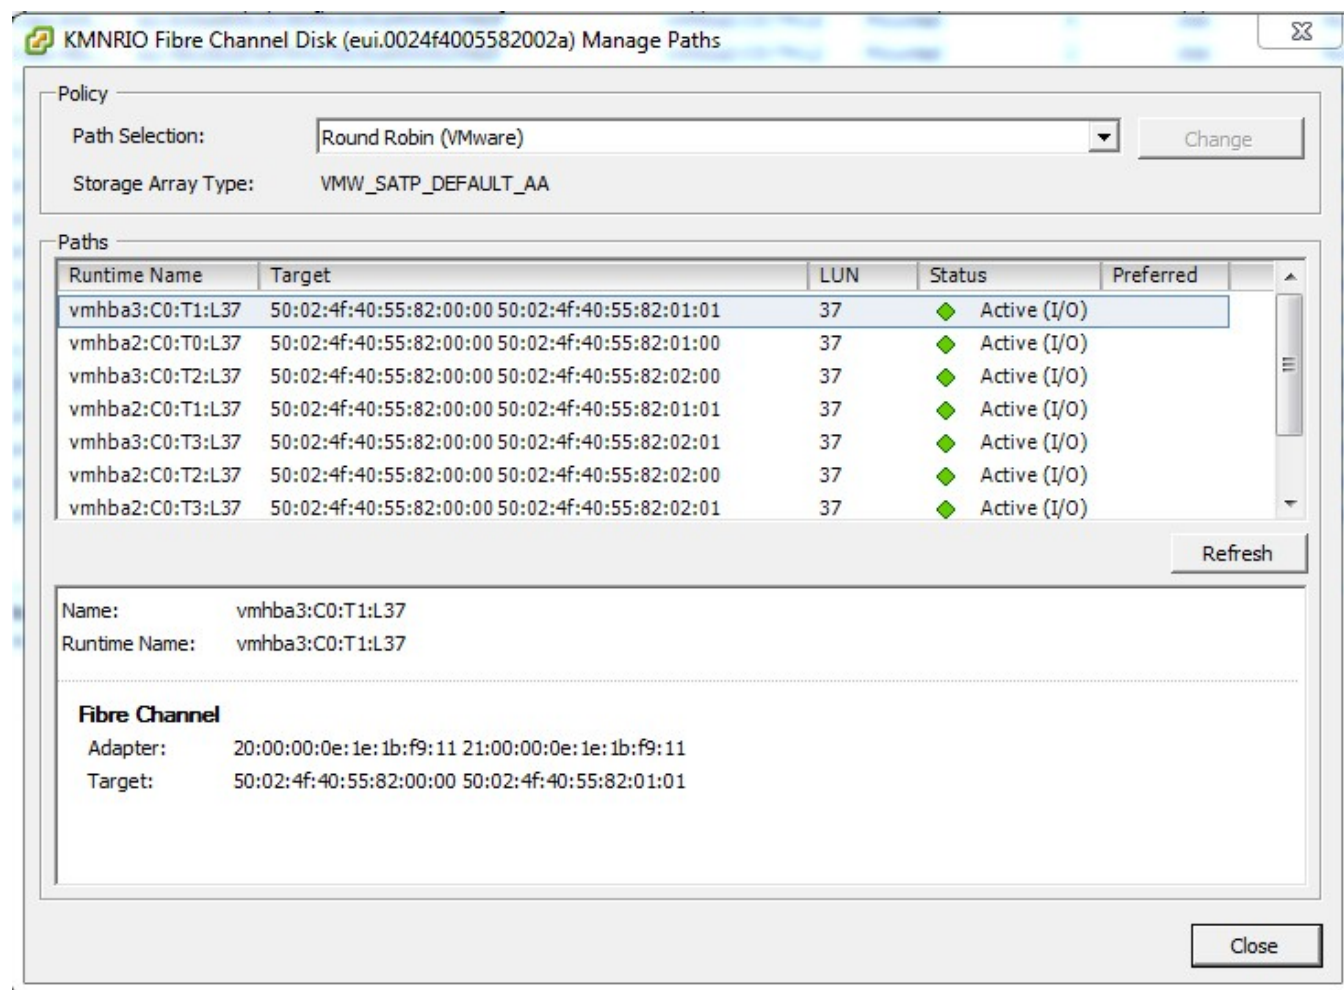 KMNRIO Fibre Channel Disk (eui.0024f4005582002a) Manage Paths
Policy
Path Selection: Round Robin (VMware) Change
Storage Array Type: VMW_SATP_DEFAULT_AA
Paths
Runtime Name Target LUN Status Preferred
vmhba3:C0:T1:L37 50:02:4f:40:55:82:00:00 50:02:4f:40:55:82:01:01 37 Active (I/O)
vmhba2:C0:T0:L37 50:02:4f:40:55:82:00:00 50:02:4f:40:55:82:01:00 37 Active (I/O)
vmhba3:C0:T2:L37 50:02:4f:40:55:82:00:00 50:02:4f:40:55:82:02:00 37 Active (I/O)
vmhba2:C0:T1:L37 50:02:4f:40:55:82:00:00 50:02:4f:40:55:82:01:01 37 Active (I/O)
vmhba3:C0:T3:L37 50:02:4f:40:55:82:00:00 50:02:4f:40:55:82:02:01 37 Active (I/O)
vmhba2:C0:T2:L37 50:02:4f:40:55:82:00:00 50:02:4f:40:55:82:02:00 37 Active (I/O)
vmhba2:C0:T3:L37 50:02:4f:40:55:82:00:00 50:02:4f:40:55:82:02:01 37 Active (I/O)
Refresh
Name: vmhba3:C0:T1:L37
Runtime Name: vmhba3:C0:T1:L37
Fibre Channel
Adapter: 20:00:00:0e:1e:1b:f9:11 21:00:00:0e:1e:1b:f9:11
Target: 50:02:4f:40:55:82:00:00 50:02:4f:40:55:82:01:01
Close